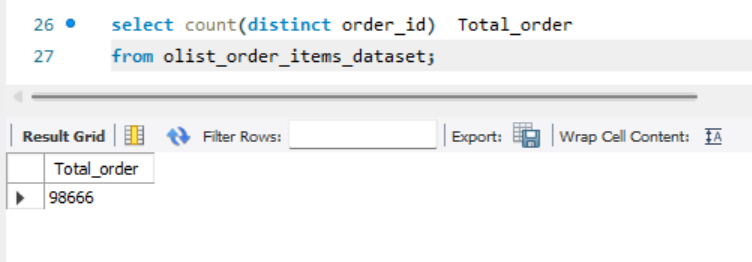 26 select count(distinct order_id)  Total_order
27 from olist_order_items_dataset;
Result Grid Filter Rows: Export: Wrap Cell Content: IA
Total_order
98666